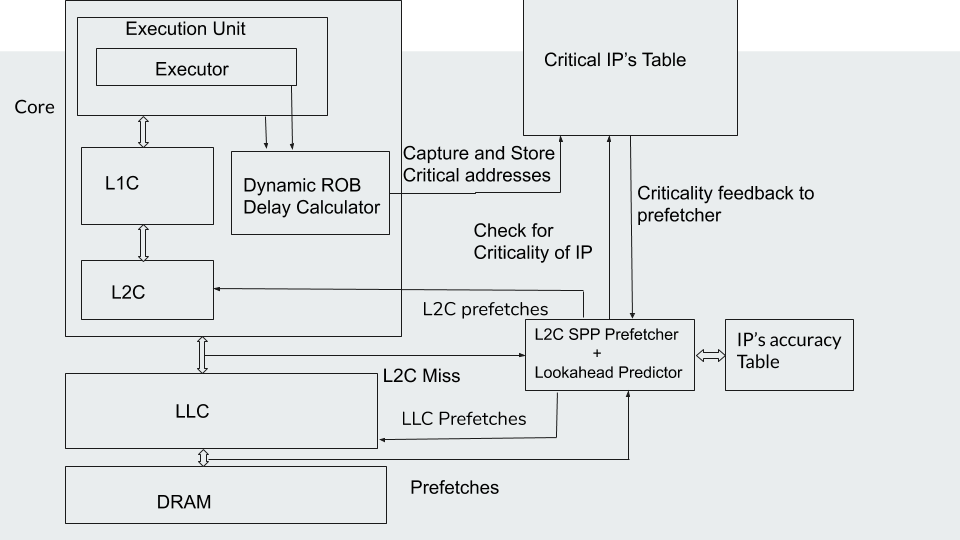 Execution Unit
Executor
Critical IP's Table
Core
Capture and Store
Critical addresses
L1C
Dynamic ROB
Delay Calculator
Criticality feedback to
prefetcher
Check for
Criticality of IP
L2C
L2C prefetches
L2C SPP Prefetcher
+
Lookahead Predictor
IP's accuracy
Table
L2C Miss
LLC
LLC Prefetches
Prefetches
DRAM